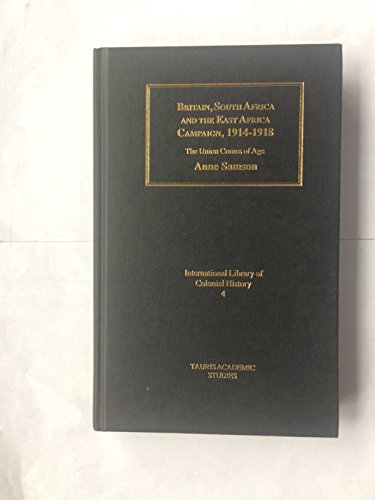 BRITAIN, SOUTH AFRICA
AND THE EAST AFRICA
CAMPAIGN, 1914-1918
The Union Comes of Age
Anne Samson
International Library of
Colonial History
4
TAURIS ACADEMIC
STUDIES